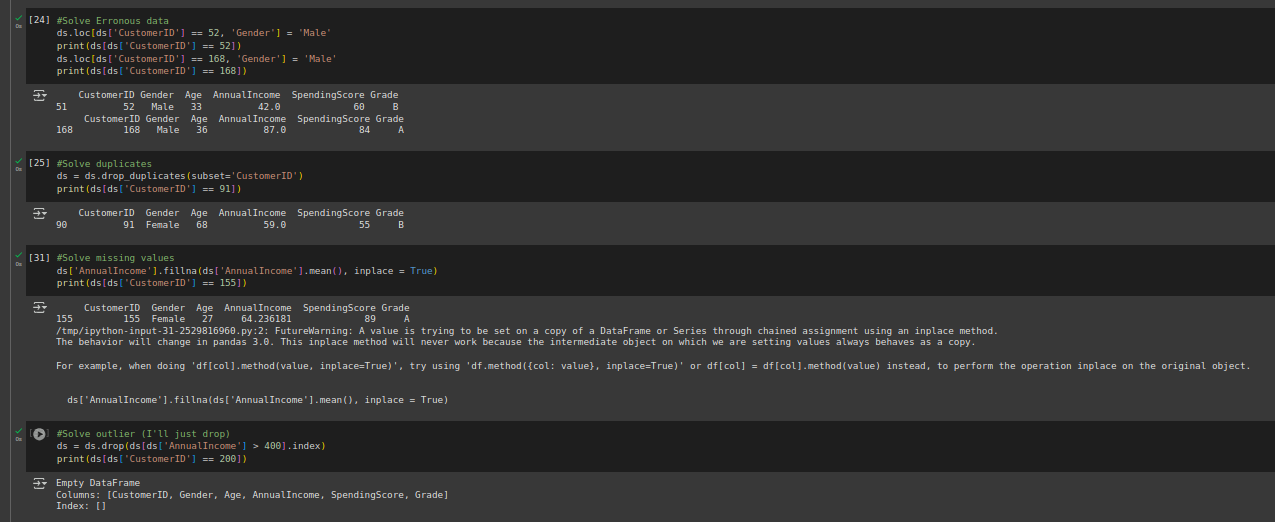 [24] #Solve Erronous data
ds.loc[ds['CustomerID'] == 52, 'Gender'] = 'Male'
print(ds[ds['CustomerID'] == 52])
ds.loc[ds['CustomerID'] == 168, 'Gender'] = 'Male'
print(ds[ds['CustomerID'] == 168])
CustomerID Gender Age AnnualIncome SpendingScore Grade
51 52 Male 33 42.0 60 B
CustomerID Gender Age AnnualIncome SpendingScore Grade
168 168 Male 36 87.0 84 A
[25] #Solve duplicates
ds = ds.drop_duplicates(subset='CustomerID')
print(ds[ds['CustomerID'] == 91])
CustomerID Gender Age AnnualIncome SpendingScore Grade
90 91 Female 68 59.0 55 B
[31] #Solve missing values
ds['AnnualIncome'].fillna(ds['AnnualIncome'].mean(), inplace = True)
print(ds[ds['CustomerID'] == 155])
CustomerID Gender Age AnnualIncome SpendingScore Grade
155 155 Female 27 64.236181 89 A
/tmp/ipython-input-31-2529816960.py:2: FutureWarning: A value is trying to be set on a copy of a DataFrame or Series through chained assignment using an inplace method.
The behavior will change in pandas 3.0. This inplace method will never work because the intermediate object on which we are setting values always behaves as a copy.
For example, when doing 'df[col].method(value, inplace=True)', try using 'df.method({col: value}, inplace=True)' or df[col] = df[col].method(value) instead, to perform the operation inplace on the original object.
ds['AnnualIncome'].fillna(ds['AnnualIncome'].mean(), inplace = True)
#Solve outlier (I'll just drop)
ds = ds.drop(ds[ds['AnnualIncome'] > 400].index)
print(ds[ds['CustomerID'] == 200])
Empty DataFrame
Columns: [CustomerID, Gender, Age, AnnualIncome, SpendingScore, Grade]
Index: []